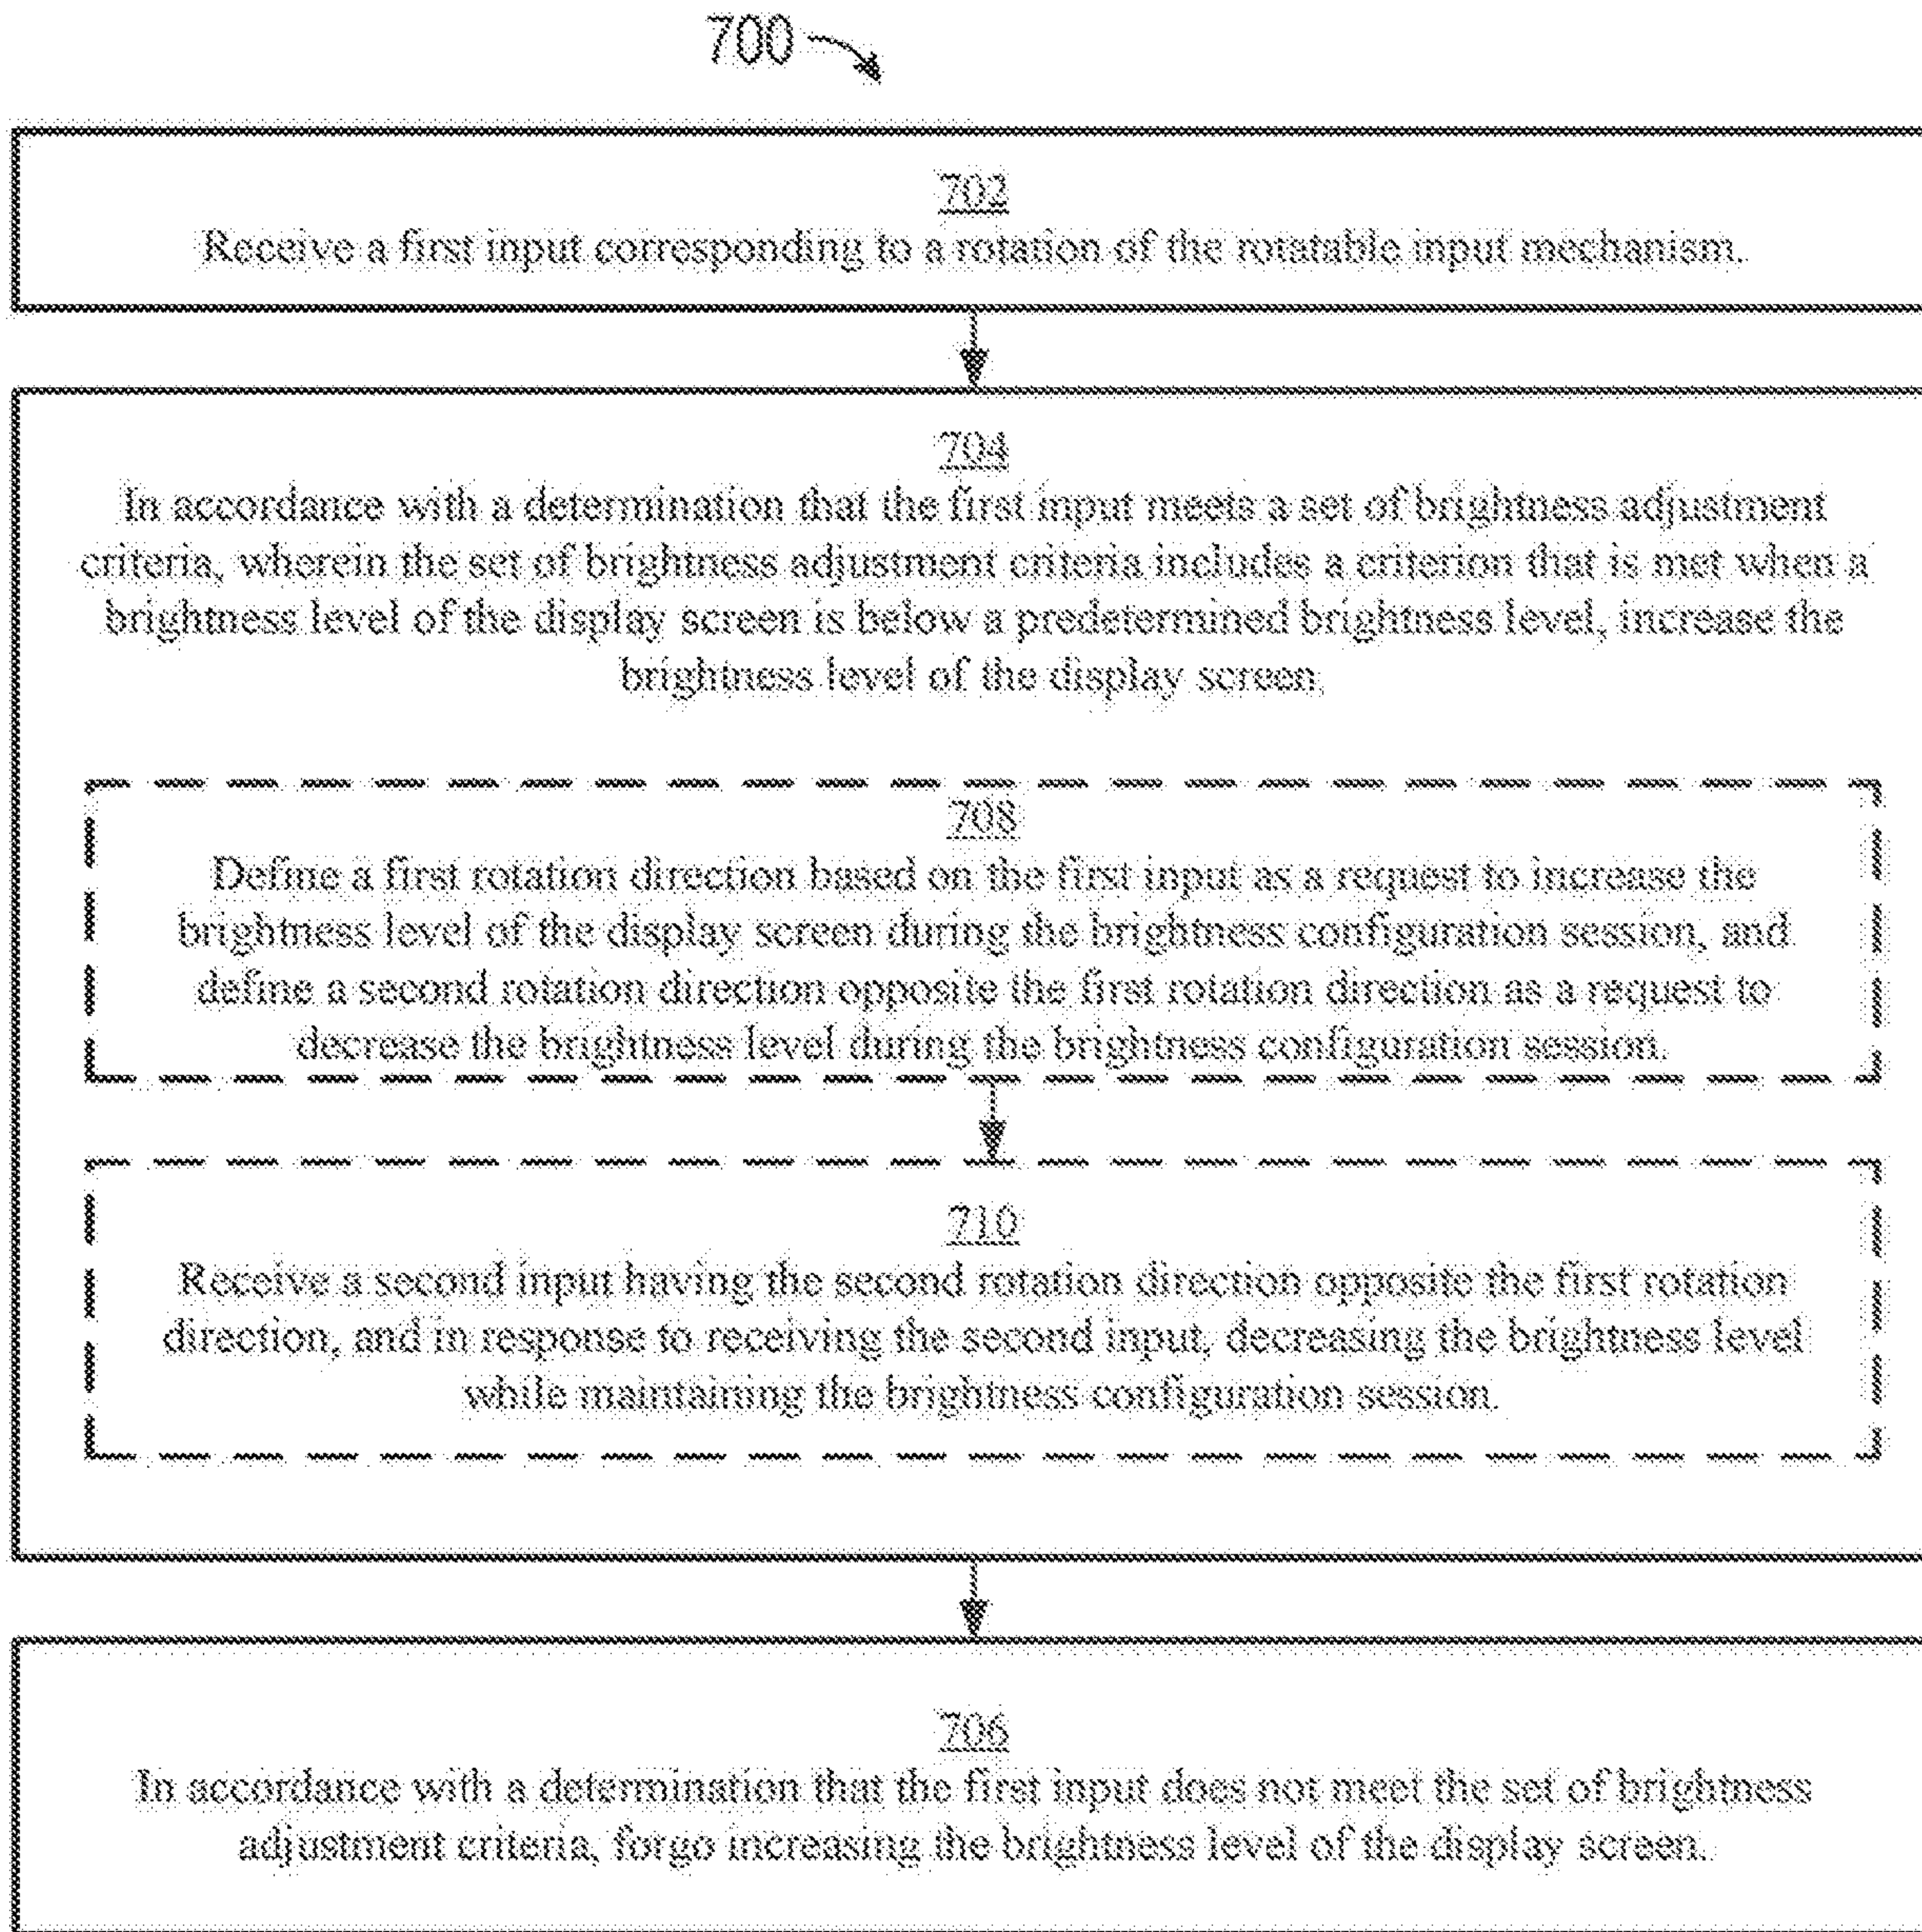 700
702
Receive a first input corresponding to a rotation of the rotatable input mechanism.
704
In accordance with a determination that the first input meets a set of brightness adjustment
criteria, wherein the set of brightness adjustment criteria includes a criterion that is met when a
brightness level of the display screen is below a predetermined brightness level, increase the
brightness level of the display screen.
708
Define a first rotation direction based on the first input as a request to increase the
brightness level of the display screen during the brightness configuration session, and
define a second rotation direction opposite the first rotation direction as a request to
decrease the brightness level during the brightness configuration session.
710
Receive a second input having the second rotation direction opposite the first rotation
direction, and in response to receiving the second input, decreasing the brightness level
while maintaining the brightness configuration session.
706
In accordance with a determination that the first input does not meet the set of brightness
adjustment criteria, forgo increasing the brightness level of the display screen.